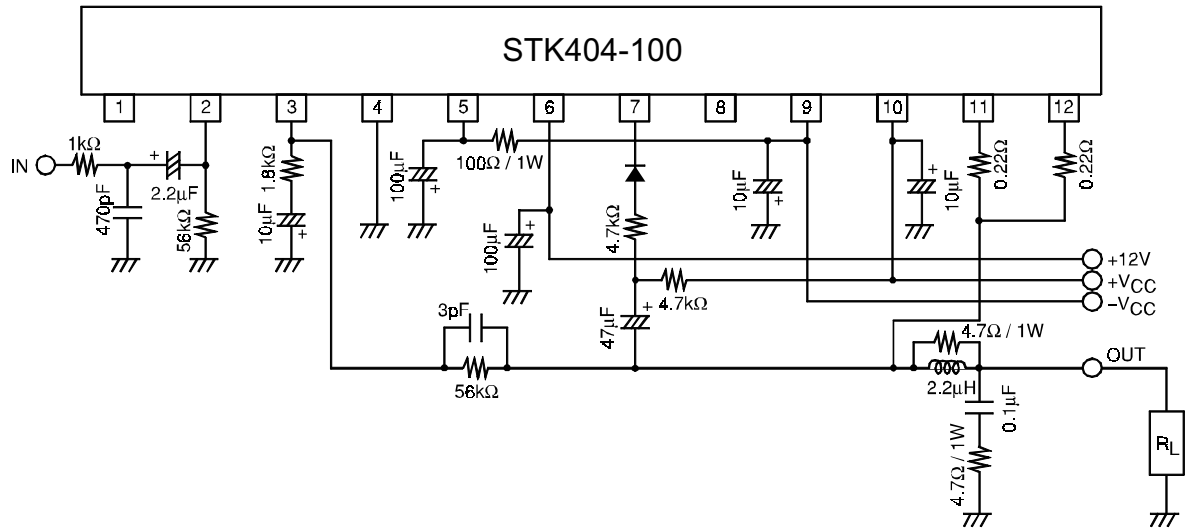 STK404-100
1 2 3 4 5 6 7 8 9 10 11 12
IN
1kΩ
470pF
+
2.2μF
56kΩ
1.8kΩ
10μF
+
100μF
+
100Ω / 1W
100μF
+
4.7kΩ
4.7kΩ
47μF
+
10μF
+
10μF
+
0.22Ω
0.22Ω
+12V
+VCC
−VCC
3pF
56kΩ
4.7Ω / 1W
2.2μH
OUT
0.1μF
4.7Ω / 1W
RL